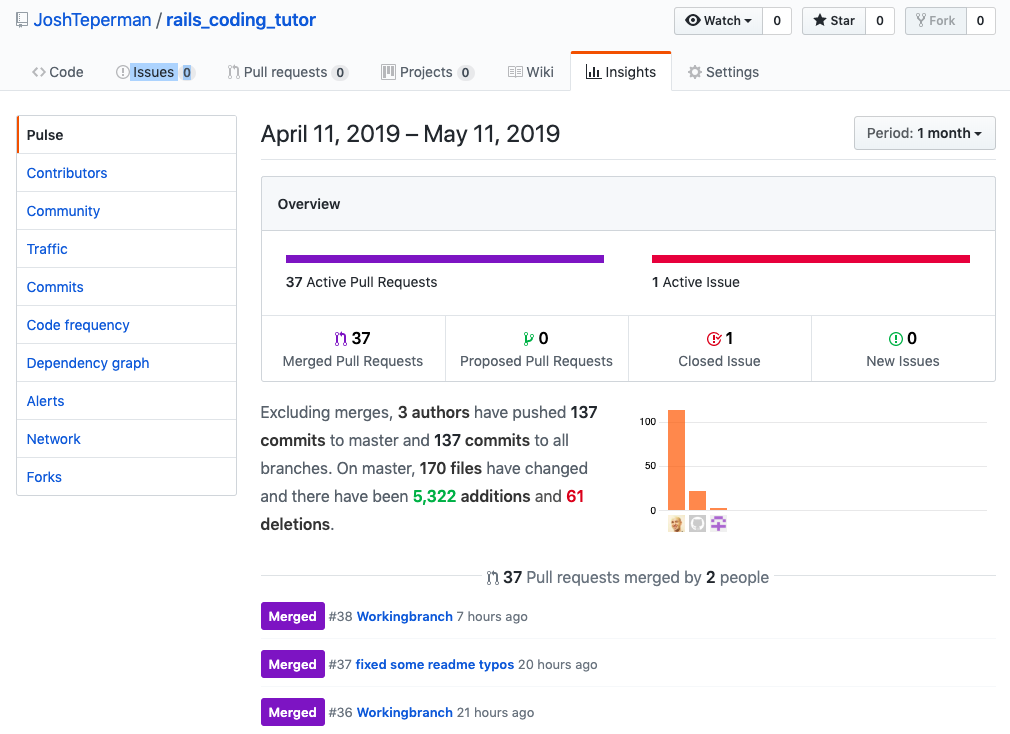 JoshTeperman / rails_coding_tutor
Watch 0 Star 0 Fork 0
Code Issues 0 Pull requests 0 Projects 0 Wiki Insights Settings
Pulse
Contributors
Community
Traffic
Commits
Code frequency
Dependency graph
Alerts
Network
Forks
April 11, 2019 – May 11, 2019
Period: 1 month
Overview
37 Active Pull Requests
1 Active Issue
37
Merged Pull Requests
0
Proposed Pull Requests
1
Closed Issue
0
New Issues
Excluding merges, 3 authors have pushed 137
commits to master and 137 commits to all
branches. On master, 170 files have changed
and there have been 5,322 additions and 61
deletions.
100
50
0
37 Pull requests merged by 2 people
Merged #38 Workingbranch 7 hours ago
Merged #37 fixed some readme typos 20 hours ago
Merged #36 Workingbranch 21 hours ago